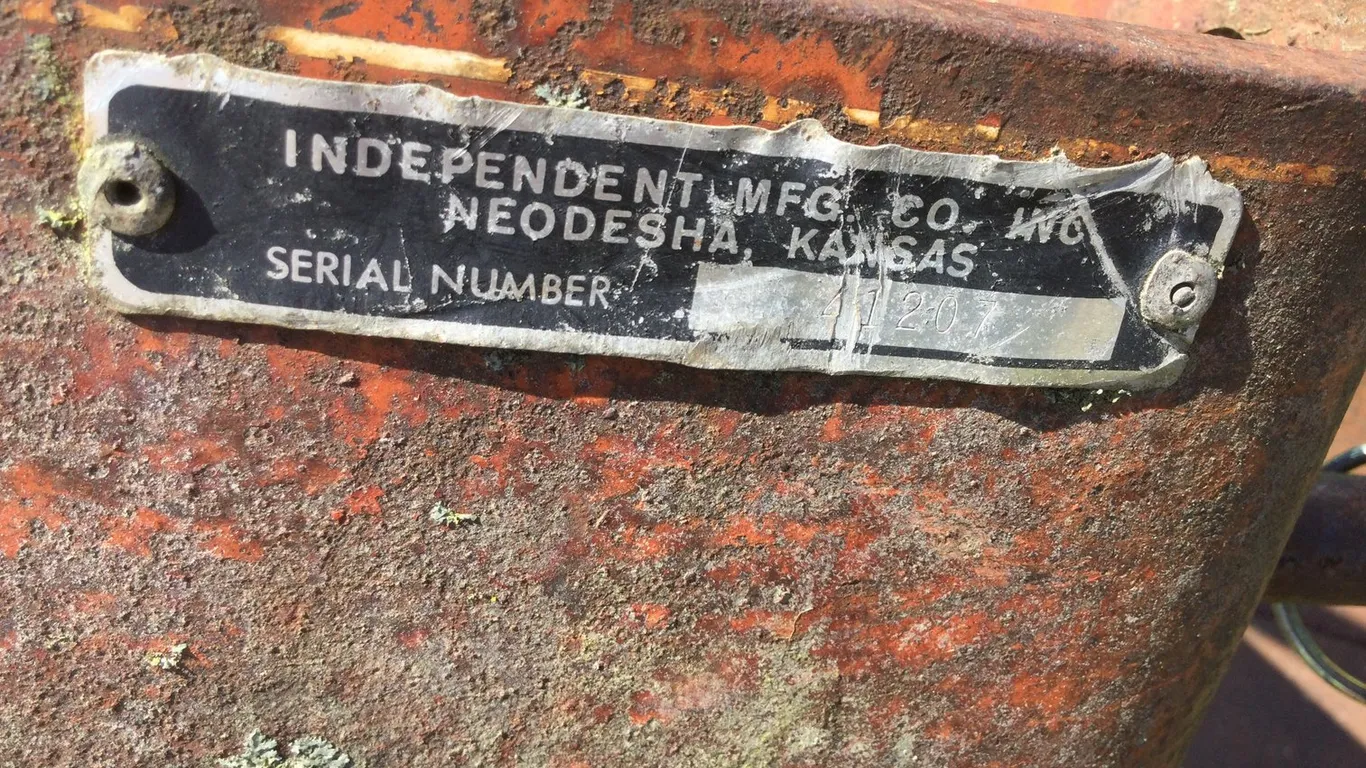 INDEPENDENT MFG. CO. INC
NEODESHA, KANSAS
SERIAL NUMBER 41207